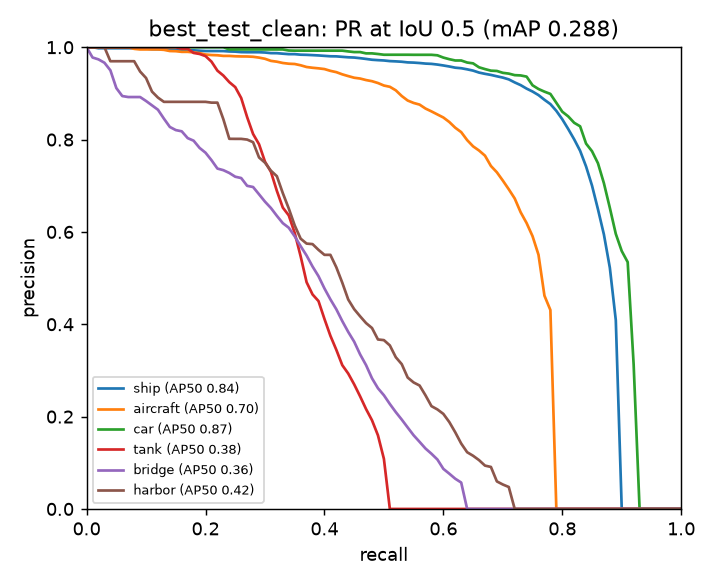 best_test_clean: PR at IoU 0.5 (mAP 0.288)
1.0
0.8
0.6
0.4
0.2
0.0
precision
ship (AP50 0.84)
aircraft (AP50 0.70)
car (AP50 0.87)
tank (AP50 0.38)
bridge (AP50 0.36)
harbor (AP50 0.42)
0.0 0.2 0.4 0.6 0.8 1.0
recall